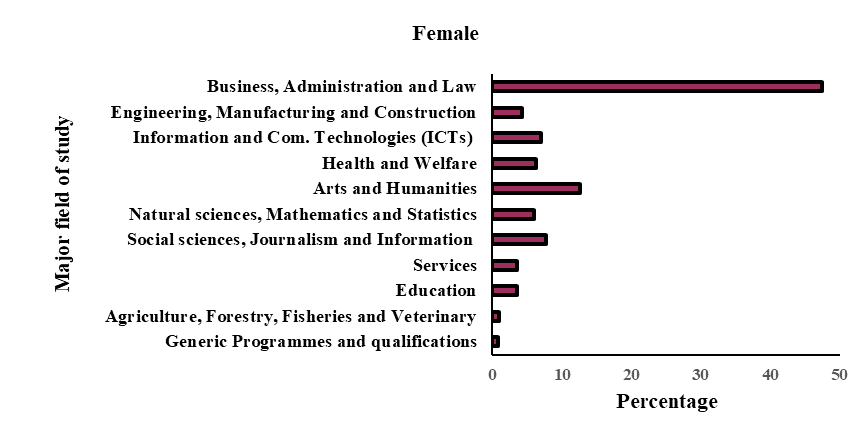 Female
Major field of study
Business, Administration and Law
Engineering, Manufacturing and Construction
Information and Com. Technologies (ICTs)
Health and Welfare
Arts and Humanities
Natural sciences, Mathematics and Statistics
Social sciences, Journalism and Information
Services
Education
Agriculture, Forestry, Fisheries and Veterinary
Generic Programmes and qualifications
0 10 20 30 40 50
Percentage